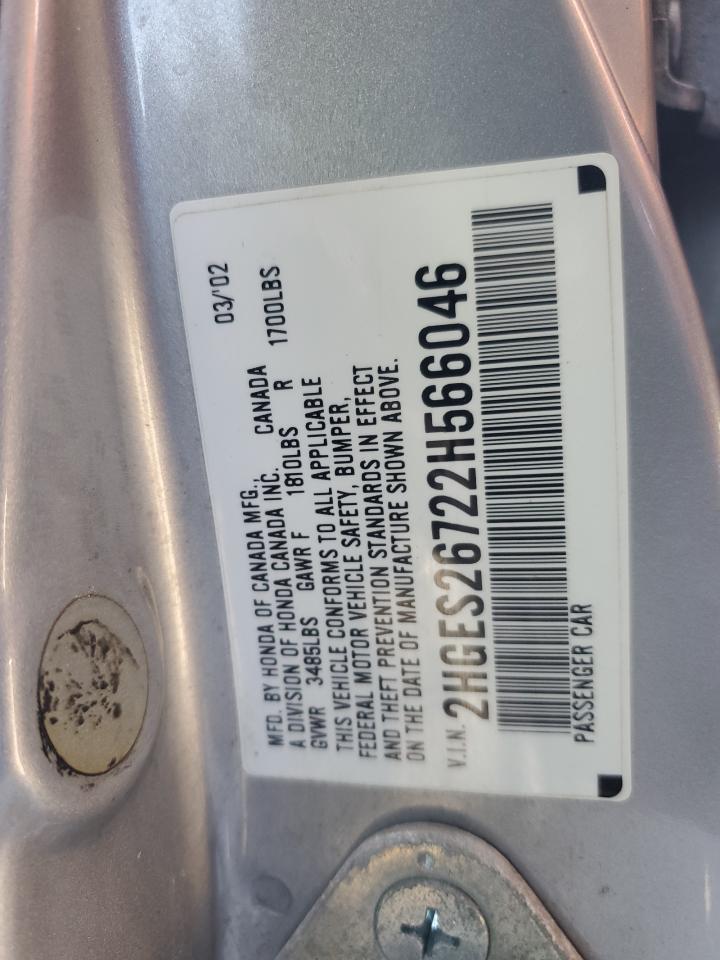 03/'02
MFD. BY HONDA OF CANADA MFG.,
A DIVISION OF HONDA CANADA INC. CANADA
GVWR 3485LBS GAWR F 1810LBS R 1700LBS
THIS VEHICLE CONFORMS TO ALL APPLICABLE
FEDERAL MOTOR VEHICLE SAFETY, BUMPER,
AND THEFT PREVENTION STANDARDS IN EFFECT
ON THE DATE OF MANUFACTURE SHOWN ABOVE.
V.I.N. 2HGES26722H566046
PASSENGER CAR